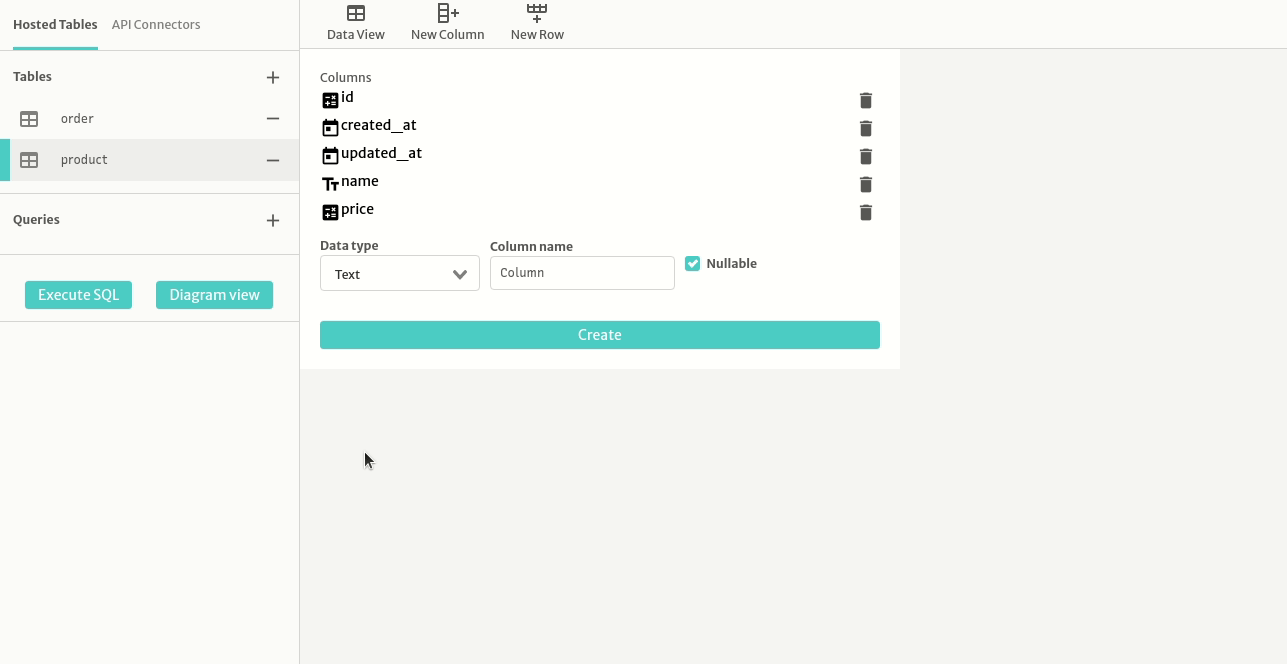 Hosted Tables API Connectors
Data View New Column New Row
Tables
order
product
Queries
Execute SQL Diagram view
Columns
id
created_at
updated_at
name
price
Data type Column name
Text Column Nullable
Create